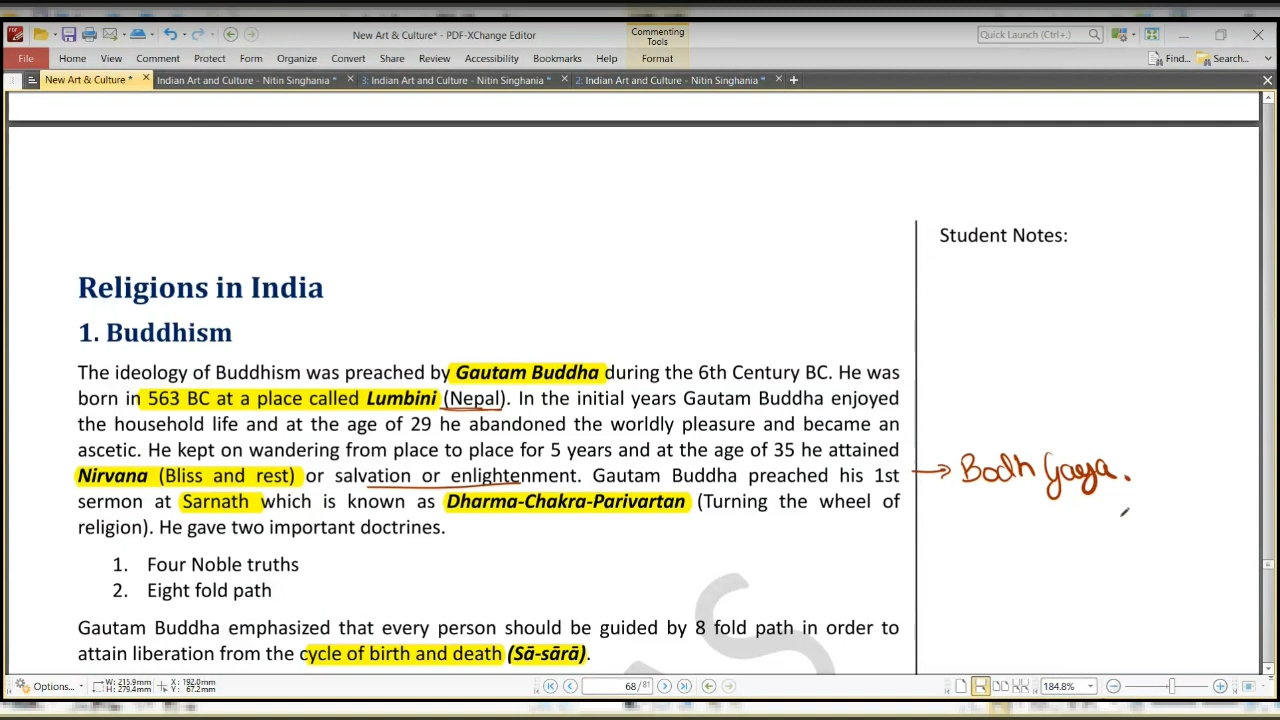 New Art & Culture* - PDF-XChange Editor
Commenting Tools
Quick Launch (Ctrl+.)
File Home View Comment Protect Form Organize Convert Share Review Accessibility Bookmarks Help Format Find... Search...
New Art & Culture * Indian Art and Culture - Nitin Singhania * 3: Indian Art and Culture - Nitin Singhania * 2: Indian Art and Culture - Nitin Singhania *
Student Notes:
Religions in India
1. Buddhism
The ideology of Buddhism was preached by Gautam Buddha during the 6th Century BC. He was
born in 563 BC at a place called Lumbini (Nepal). In the initial years Gautam Buddha enjoyed
the household life and at the age of 29 he abandoned the worldly pleasure and became an
ascetic. He kept on wandering from place to place for 5 years and at the age of 35 he attained
Nirvana (Bliss and rest) or salvation or enlightenment. Gautam Buddha preached his 1st
→ Bodh Gaya.
sermon at Sarnath which is known as Dharma-Chakra-Parivartan (Turning the wheel of
religion). He gave two important doctrines.
1. Four Noble truths
2. Eight fold path
Gautam Buddha emphasized that every person should be guided by 8 fold path in order to
attain liberation from the cycle of birth and death (Sā-sārā).
Options... W: 215.9mm X: 192.0mm 68 /81 184.8%
H: 279.4mm Y: 67.2mm